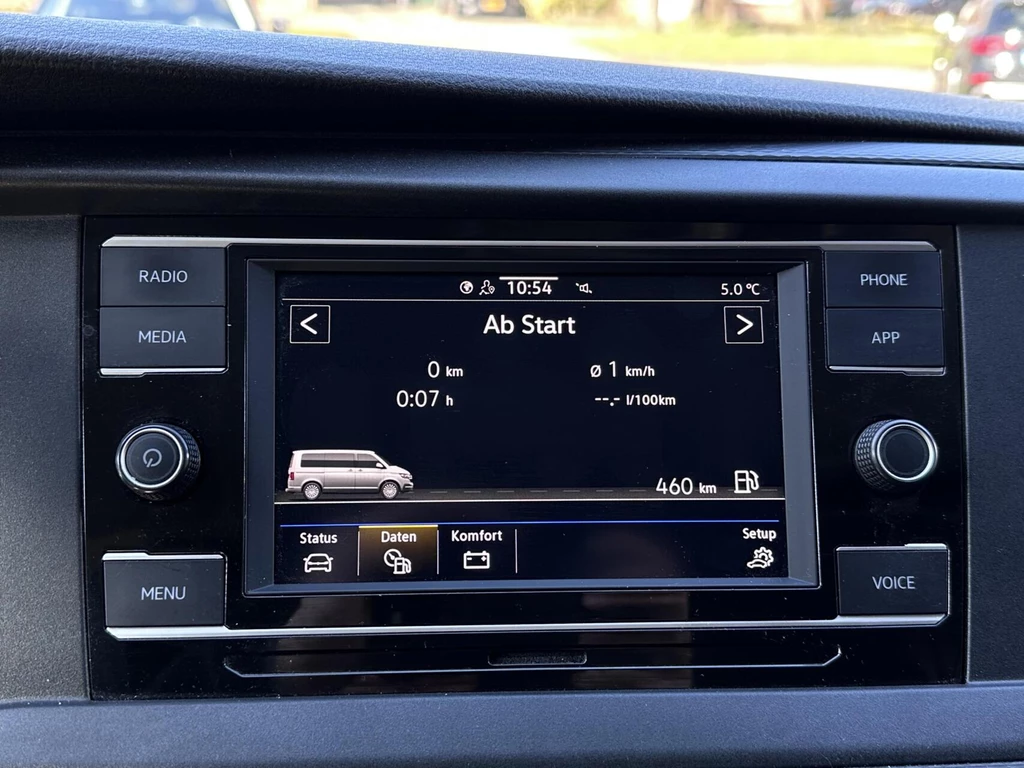 RADIO
MEDIA
MENU
10:54
5.0 °C
<
Ab Start
>
0 km
Ø 1 km/h
0:07 h
--.- l/100km
460 km
Status
Daten
Komfort
Setup
PHONE
APP
VOICE